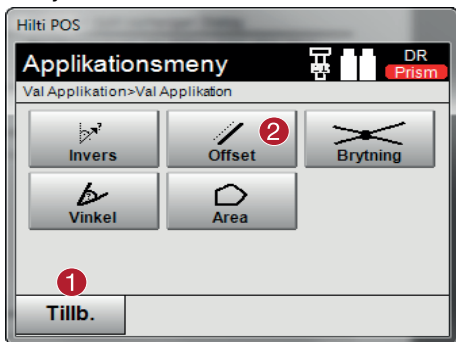 Hilti POS
Applikationsmeny
DR
Prism
Val Applikation>Val Applikation
Invers
Offset
2
Brytning
Vinkel
Area
1
Tillb.